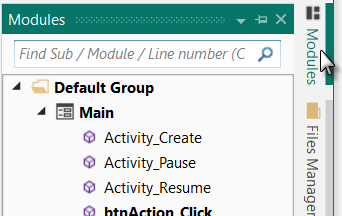 Modules
Find Sub / Module / Line number (C
Default Group
Main
Activity_Create
Activity_Pause
Activity_Resume
btnAction_Click
Modules
Files Manager